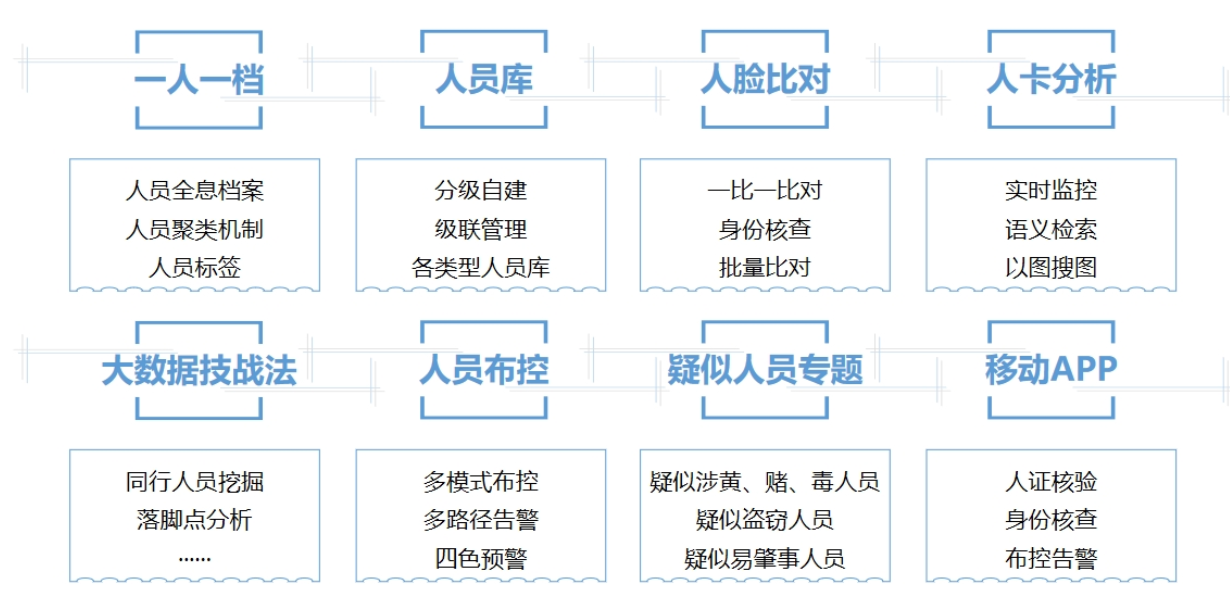 一人一档
人员库
人脸比对
人卡分析
人员全息档案
人员聚类机制
人员标签
分级自建
级联管理
各类型人员库
一比一比对
身份核查
批量比对
实时监控
语义检索
以图搜图
大数据技战法
人员布控
疑似人员专题
移动APP
同行人员挖掘
落脚点分析
......
多模式布控
多路径告警
四色预警
疑似涉黄、赌、毒人员
疑似盗窃人员
疑似易肇事人员
人证核验
身份核查
布控告警